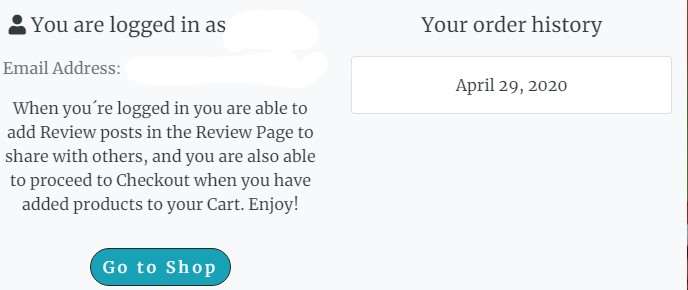 You are logged in as
Email Address:
When you´re logged in you are able to
add Review posts in the Review Page to
share with others, and you are also able
to proceed to Checkout when you have
added products to your Cart. Enjoy!
Go to Shop
Your order history
April 29, 2020